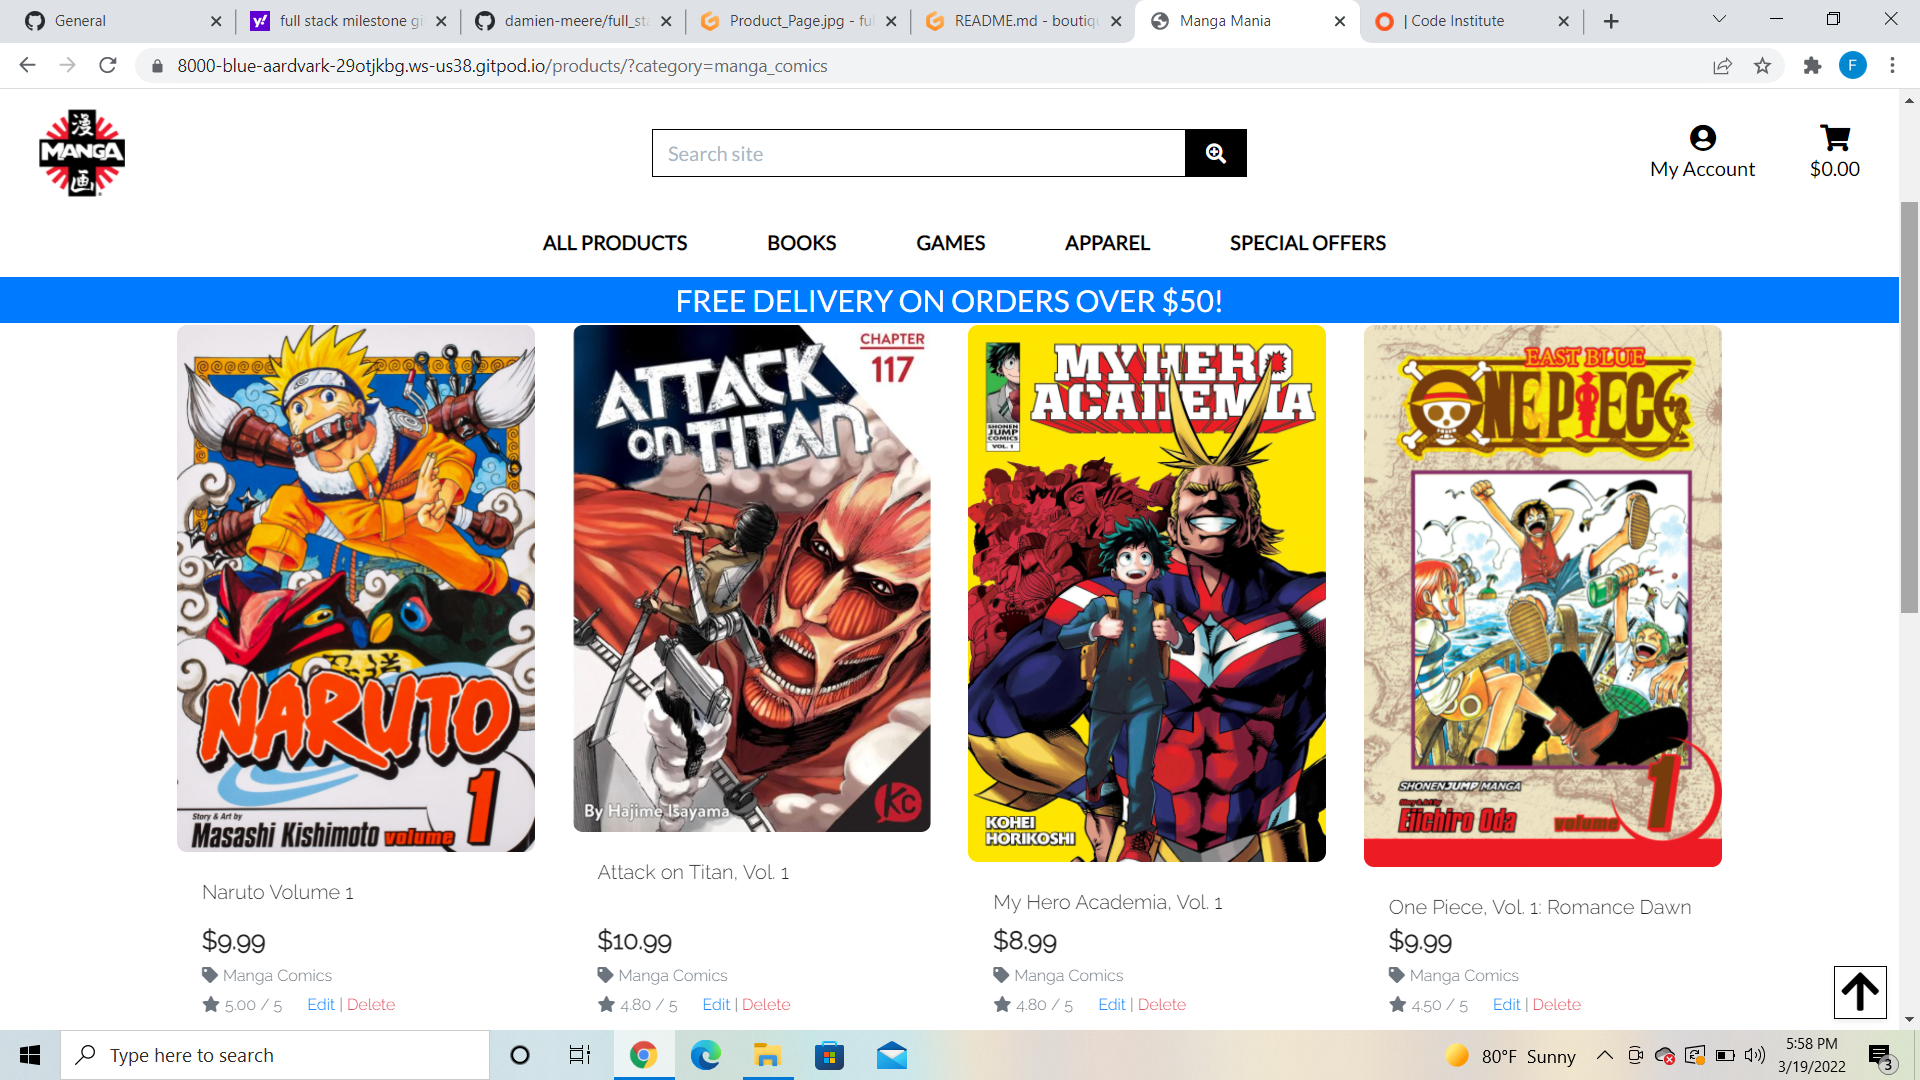 General
full stack milestone gi
damien-meere/full_sta
Product_Page.jpg - ful
README.md - boutiqu
Manga Mania
| Code Institute
8000-blue-aardvark-29otjkbg.ws-us38.gitpod.io/products/?category=manga_comics
F
漫
MANGA
画
Search site
My Account
$0.00
ALL PRODUCTS
BOOKS
GAMES
APPAREL
SPECIAL OFFERS
FREE DELIVERY ON ORDERS OVER $50!
NARUTO
1
Story & Art by
Masashi Kishimoto volume
CHAPTER
117
ATTACK
on TITAN
By Hajime Isayama
KC
MY HERO
ACADEMIA
SHONEN
JUMP
COMICS
VOL. 1
KOHEI
HORIKOSHI
EAST BLUE
ONE PIECE
SHONEN JUMP MANGA
Story & Art by
Eiichiro Oda
volume 1
Naruto Volume 1
$9.99
Manga Comics
5.00 / 5 Edit | Delete
Attack on Titan, Vol. 1
$10.99
Manga Comics
4.80 / 5 Edit | Delete
My Hero Academia, Vol. 1
$8.99
Manga Comics
4.80 / 5 Edit | Delete
One Piece, Vol. 1: Romance Dawn
$9.99
Manga Comics
4.50 / 5 Edit | Delete
Type here to search
80°F Sunny
5:58 PM
3/19/2022
3